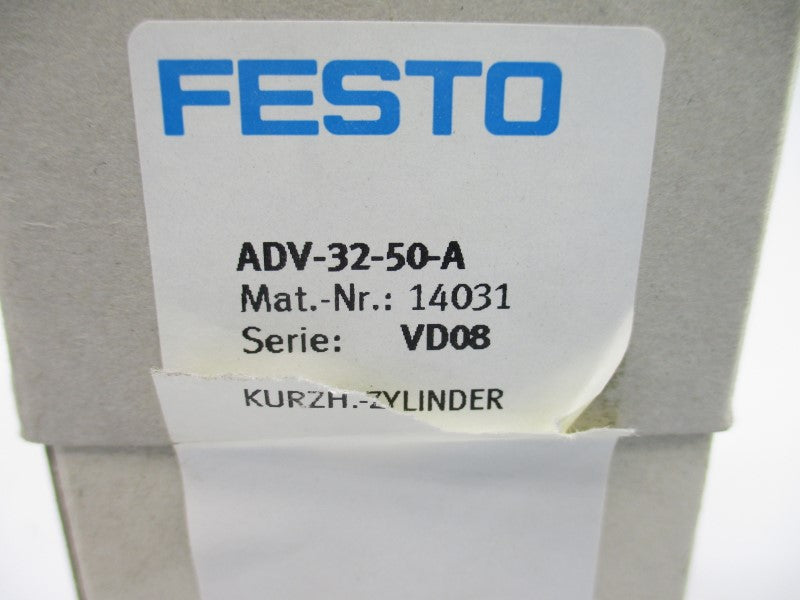 FESTO
ADV-32-50-A
Mat.-Nr.: 14031
Serie: VD08
KURZH.-ZYLINDER